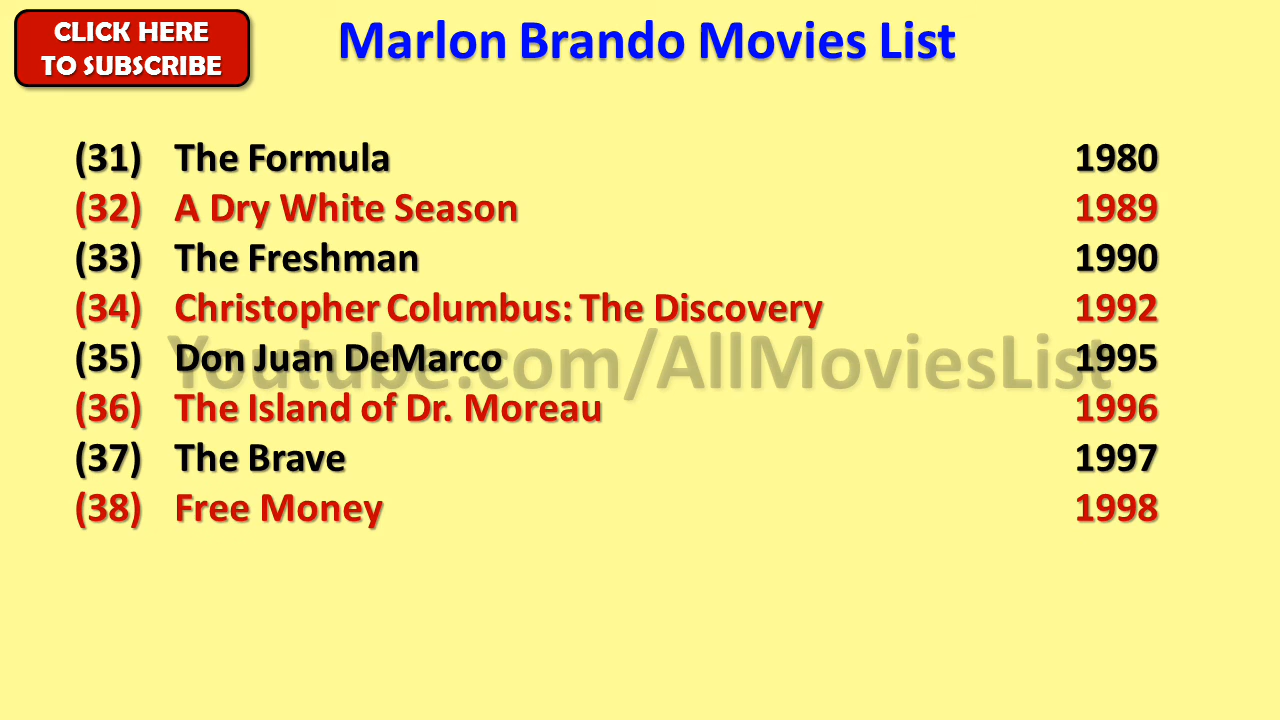 CLICK HERE
TO SUBSCRIBE
Marlon Brando Movies List
(31) The Formula 1980
(32) A Dry White Season 1989
(33) The Freshman 1990
(34) Christopher Columbus: The Discovery 1992
Youtube.com/AllMoviesList
(35) Don Juan DeMarco 1995
(36) The Island of Dr. Moreau 1996
(37) The Brave 1997
(38) Free Money 1998